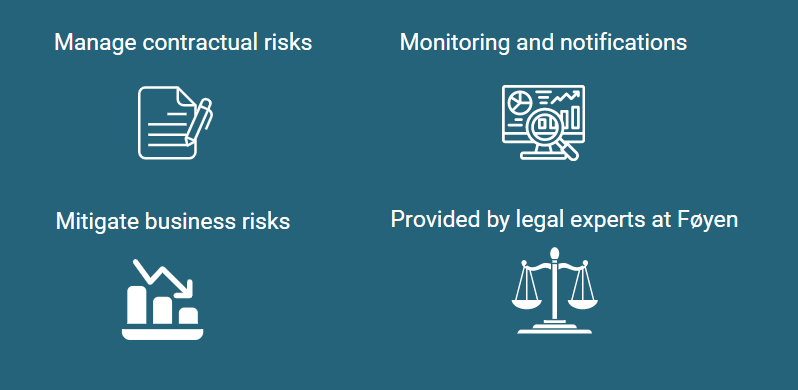 Manage contractual risks
Monitoring and notifications
Mitigate business risks
Provided by legal experts at Føyen